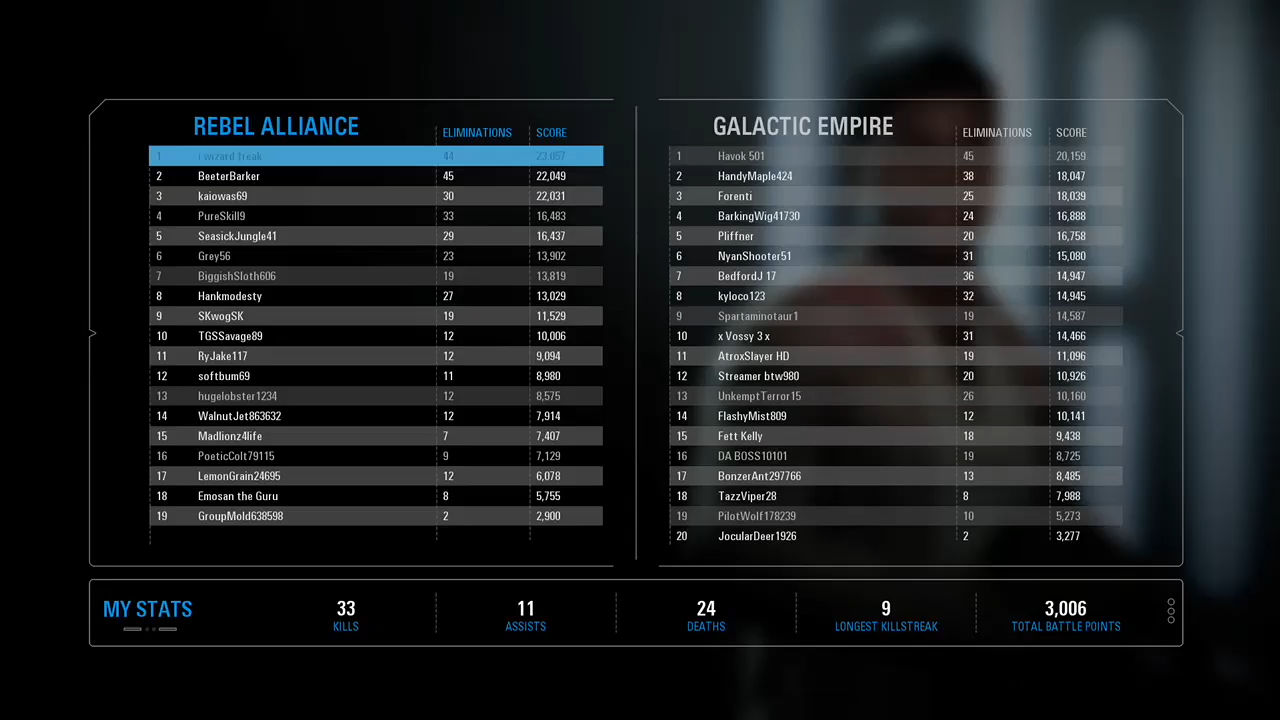 REBEL ALLIANCE ELIMINATIONS SCORE
1 i wizard freak 44 23,057
2 BeeterBarker 45 22,049
3 kaiowas69 30 22,031
4 PureSkill9 33 16,483
5 SeasickJungle41 29 16,437
6 Grey56 23 13,902
7 BiggishSloth606 19 13,819
8 Hankmodesty 27 13,029
9 SKwogSK 19 11,529
10 TGSSavage89 12 10,006
11 RyJake117 12 9,094
12 softbum69 11 8,980
13 hugelobster1234 12 8,575
14 WalnutJet863632 12 7,914
15 Madlionz4life 7 7,407
16 PoeticColt79115 9 7,129
17 LemonGrain24695 12 6,078
18 Emosan the Guru 8 5,755
19 GroupMold638598 2 2,900
GALACTIC EMPIRE ELIMINATIONS SCORE
1 Havok 501 45 20,159
2 HandyMaple424 38 18,047
3 Forenti 25 18,039
4 BarkingWig41730 24 16,888
5 Pliffner 20 16,758
6 NyanShooter51 31 15,080
7 BedfordJ 17 36 14,947
8 kyloco123 32 14,945
9 Spartaminotaur1 19 14,587
10 x Vossy 3 x 31 14,466
11 AtroxSlayer HD 19 11,096
12 Streamer btw980 20 10,926
13 UnkemptTerror15 26 10,160
14 FlashyMist809 12 10,141
15 Fett Kelly 18 9,438
16 DA BOSS10101 19 8,725
17 BonzerAnt297766 13 8,485
18 TazzViper28 8 7,988
19 PilotWolf178239 10 5,273
20 JocularDeer1926 2 3,277
MY STATS
33 11 24 9 3,006
KILLS ASSISTS DEATHS LONGEST KILLSTREAK TOTAL BATTLE POINTS